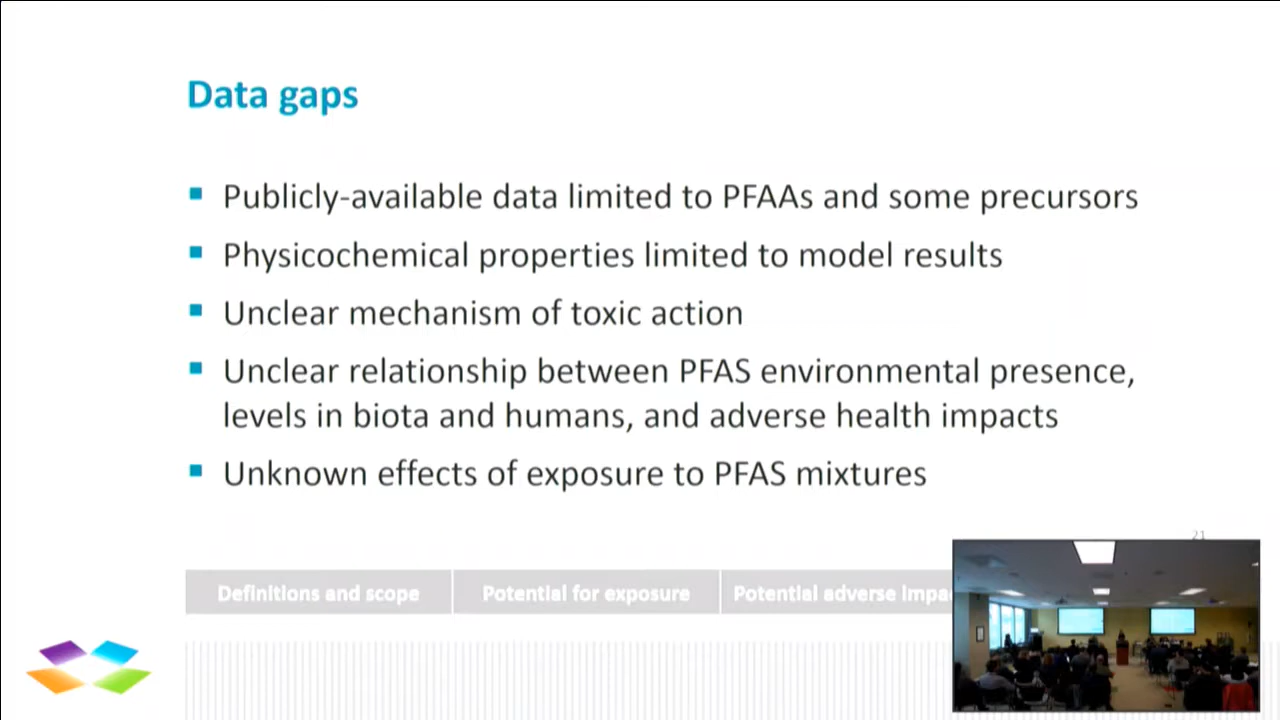 Data gaps
Publicly-available data limited to PFAAs and some precursors
Physicochemical properties limited to model results
Unclear mechanism of toxic action
Unclear relationship between PFAS environmental presence,
levels in biota and humans, and adverse health impacts
Unknown effects of exposure to PFAS mixtures
21
Definitions and scope
Potential for exposure
Potential adverse